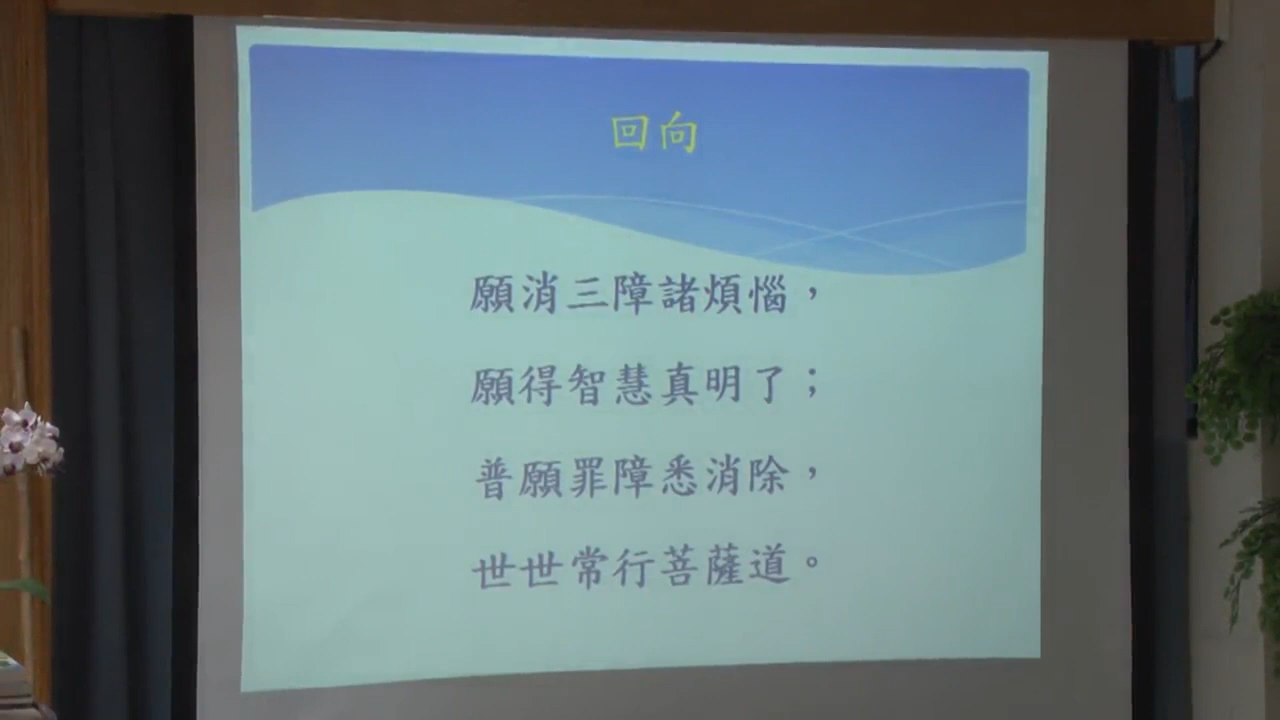 回向
願消三障諸煩惱，
願得智慧真明了；
普願罪障悉消除，
世世常行菩薩道。